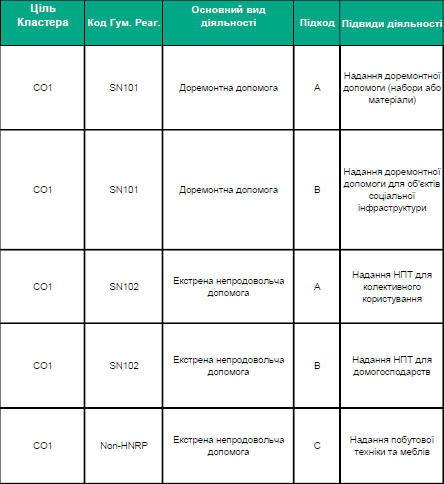 Ціль
Кластера
Код Гум. Реаг.
Основний вид
діяльності
Підкод
Підвиди діяльності
CO1
SN101
Доремонтна допомога
A
Надання доремонтної
допомоги (набори або
матеріали)
CO1
SN101
Доремонтна допомога
B
Надання доремонтної
допомоги для об'єктів
соціальної
інфраструктури
CO1
SN102
Екстрена непродовольча
допомога
A
Надання НПТ для
колективного
користування
CO1
SN102
Екстрена непродовольча
допомога
B
Надання НПТ для
домогосподарств
CO1
Non-HNRP
Екстрена непродовольча
допомога
C
Надання побутової
техніки та меблів